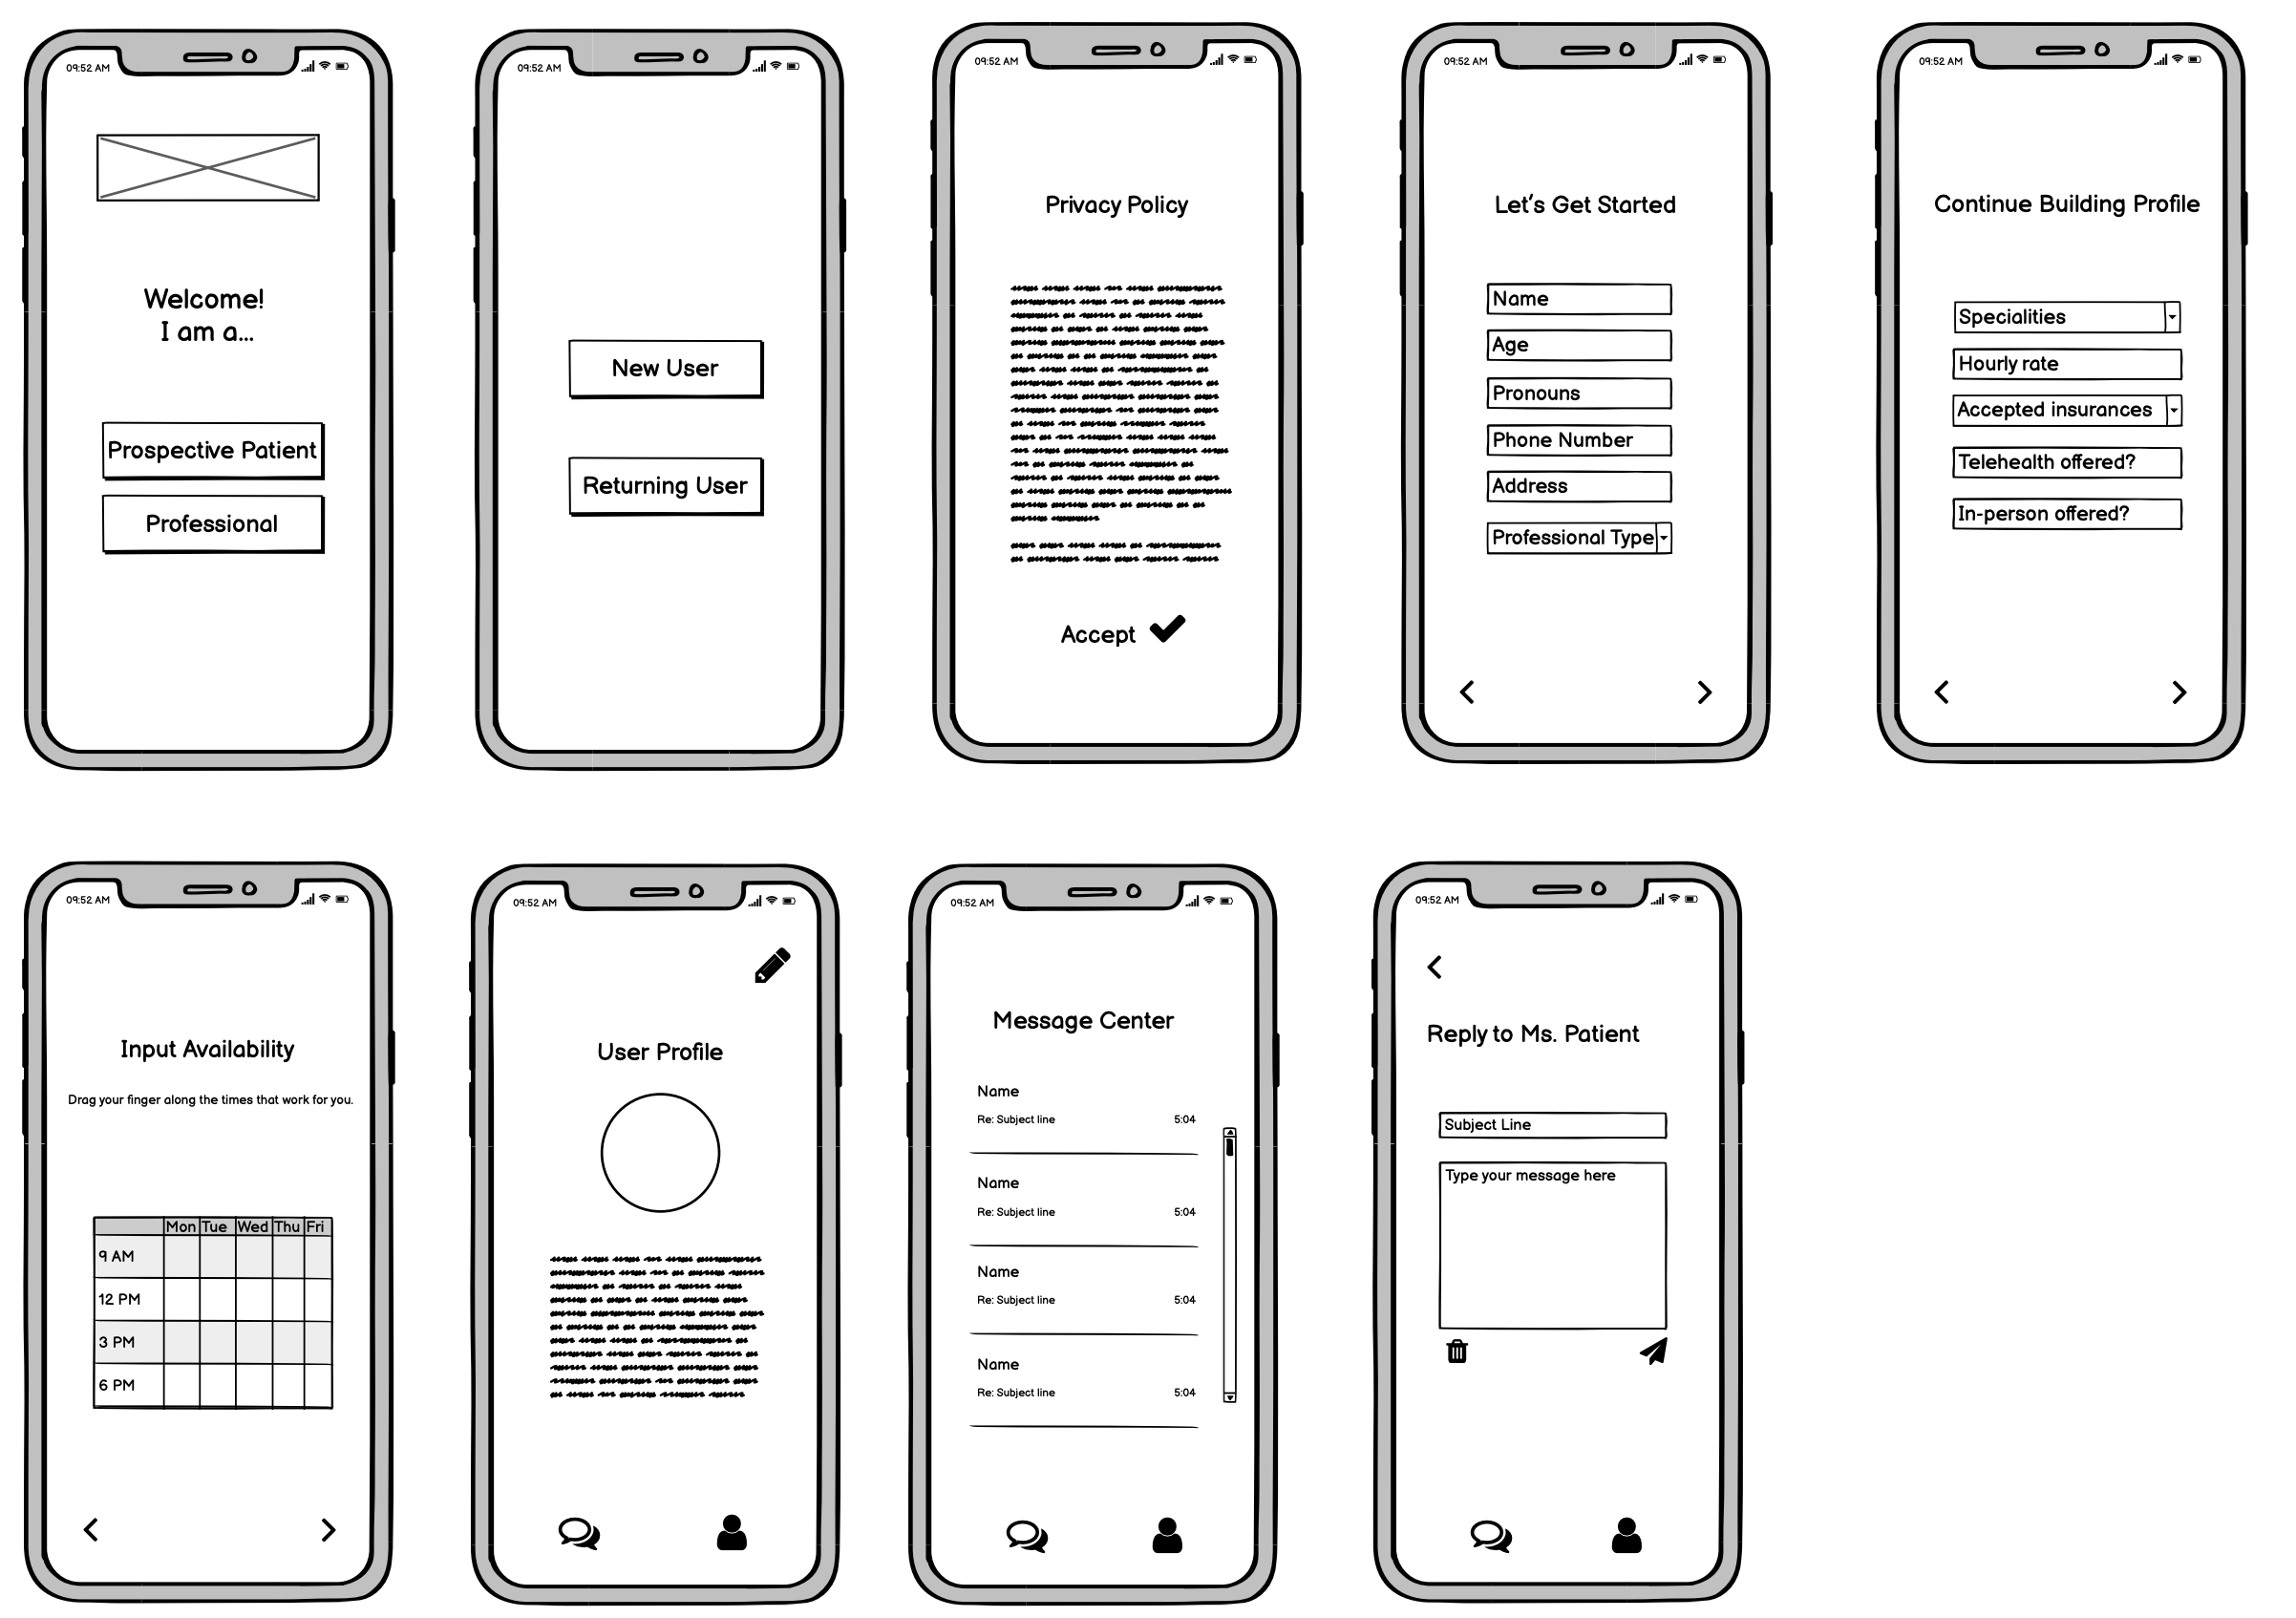 09:52 AM
Welcome!
I am a...
Prospective Patient
Professional
09:52 AM
New User
Returning User
09:52 AM
Privacy Policy
Accept
09:52 AM
Let's Get Started
Name
Age
Pronouns
Phone Number
Address
Professional Type
09:52 AM
Continue Building Profile
Specialities
Hourly rate
Accepted insurances
Telehealth offered?
In-person offered?
09:52 AM
Input Availability
Drag your finger along the times that work for you.
Mon Tue Wed Thu Fri
9 AM
12 PM
3 PM
6 PM
09:52 AM
User Profile
09:52 AM
Message Center
Name
Re: Subject line 5:04
Name
Re: Subject line 5:04
Name
Re: Subject line 5:04
Name
Re: Subject line 5:04
09:52 AM
Reply to Ms. Patient
Subject Line
Type your message here